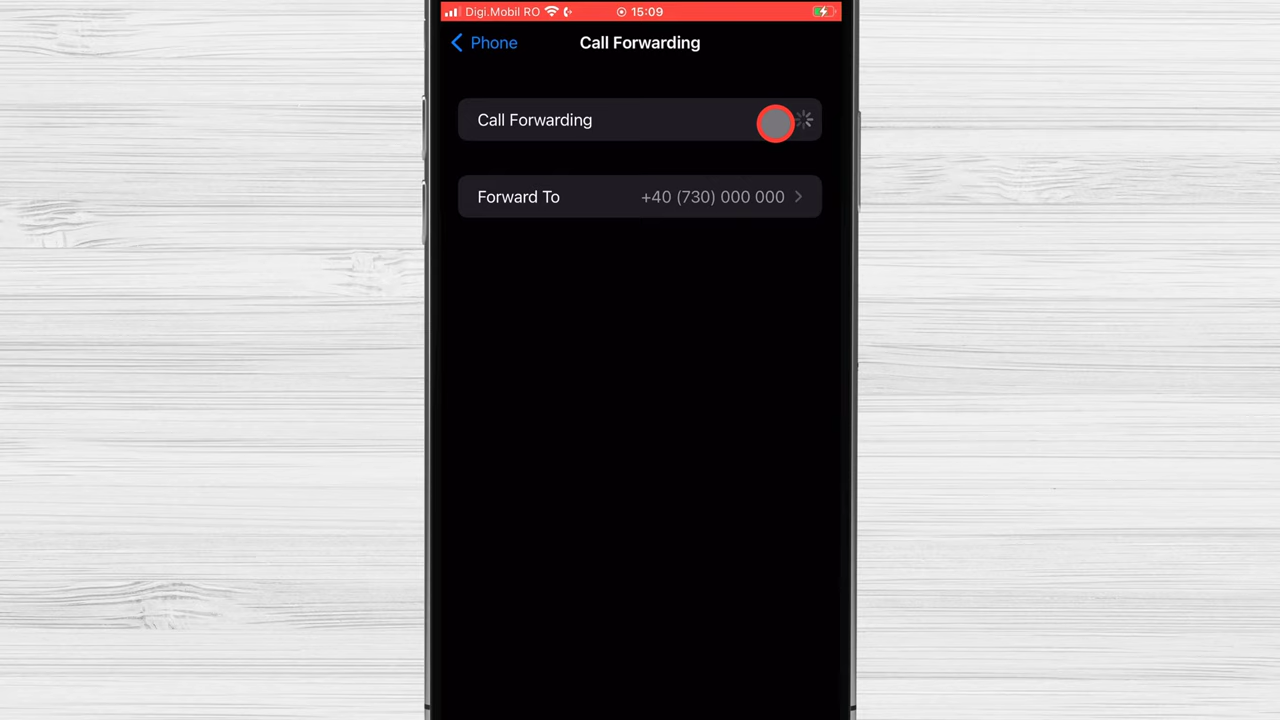 Digi.Mobil RO 15:09
Phone Call Forwarding
Call Forwarding
Forward To +40 (730) 000 000